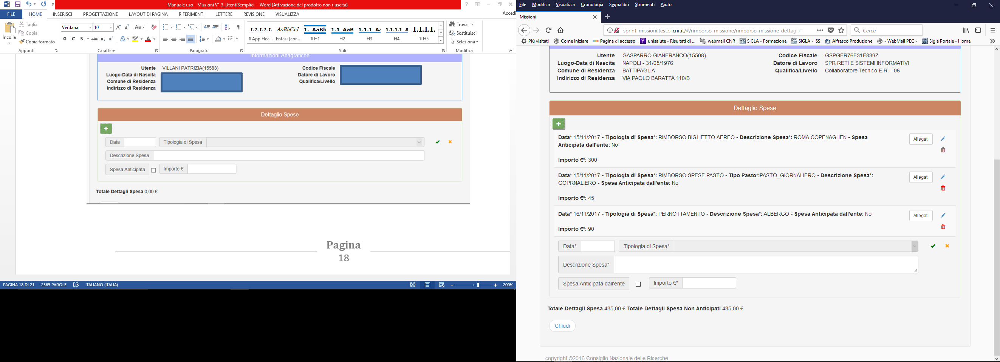 Manuale uso - Missioni V1 3_UtentiSemplici - Word (Attivazione del prodotto non riuscita)
FILE HOME INSERISCI PROGETTAZIONE LAYOUT DI PAGINA RIFERIMENTI LETTERE REVISIONE VISUALIZZA Accedi
Incolla
Taglia
Copia
Copia formato
Appunti
Verdana 10
G C S abc x₂ x²
Carattere
Paragrafo
1.1.1.1.1. AaBbCcL 1. AaBb 1.1 AaB 1.1.1 Aa 1.1.1.1 A 1.1.1.1.
¶ App Hea... Enfasi (cor... ¶ H1 H2 H3 H4 ¶ H5
Stili
Trova
Sostituisci
Seleziona
Modifica
Informazioni Anagrafiche
Utente VILLANI PATRIZIA(15583) Codice Fiscale
Luogo-Data di Nascita Datore di Lavoro
Comune di Residenza Qualifica/Livello
Indirizzo di Residenza
Dettaglio Spese
Data Tipologia di Spesa
Descrizione Spesa
Spesa Anticipata Importo €
Totale Dettagli Spesa 0,00 €
Pagina
18
PAGINA 18 DI 21 2365 PAROLE ITALIANO (ITALIA) 200%
File Modifica Visualizza Cronologia Segnalibri Strumenti Aiuto
Missioni
sprint-missioni.test.si.cnr.it/#/rimborso-missione/rimborso-missione-dettagli/ Cerca
Più visitati Come iniziare Pagina di accesso unisalute - Risultati di ... webmail CNR SIGLA - Formazione SIGLA - ISS Alfresco Produzione - WebMail PEC - Sigla Portale - Home
Utente GASPARRO GIANFRANCO(15508) Codice Fiscale GSPGFR76E31F839Z
Luogo-Data di Nascita NAPOLI - 31/05/1976 Datore di Lavoro SPR RETI E SISTEMI INFORMATIVI
Comune di Residenza BATTIPAGLIA Qualifica/Livello Collaboratore Tecnico E.R. - 06
Indirizzo di Residenza VIA PAOLO BARATTA 110/B
Dettaglio Spese
Data* 15/11/2017 - Tipologia di Spesa*: RIMBORSO BIGLIETTO AEREO - Descrizione Spesa*: ROMA COPENAGHEN - Spesa Allegati
Anticipata dall'ente: No
Importo €*: 300
Data* 15/11/2017 - Tipologia di Spesa*: RIMBORSO SPESE PASTO - Tipo Pasto*:PASTO_GIORNALIERO - Descrizione Spesa*: Allegati
GOPRNALIERO - Spesa Anticipata dall'ente: No
Importo €*: 45
Data* 16/11/2017 - Tipologia di Spesa*: PERNOTTAMENTO - Descrizione Spesa*: ALBERGO - Spesa Anticipata dall'ente: No Allegati
Importo €*: 90
Data* Tipologia di Spesa*
Descrizione Spesa*
Spesa Anticipata dall'ente Importo €*
Totale Dettagli Spesa 435,00 € Totale Dettagli Spesa Non Anticipati 435,00 €
Chiudi
copyright ©2016 Consiglio Nazionale delle Ricerche